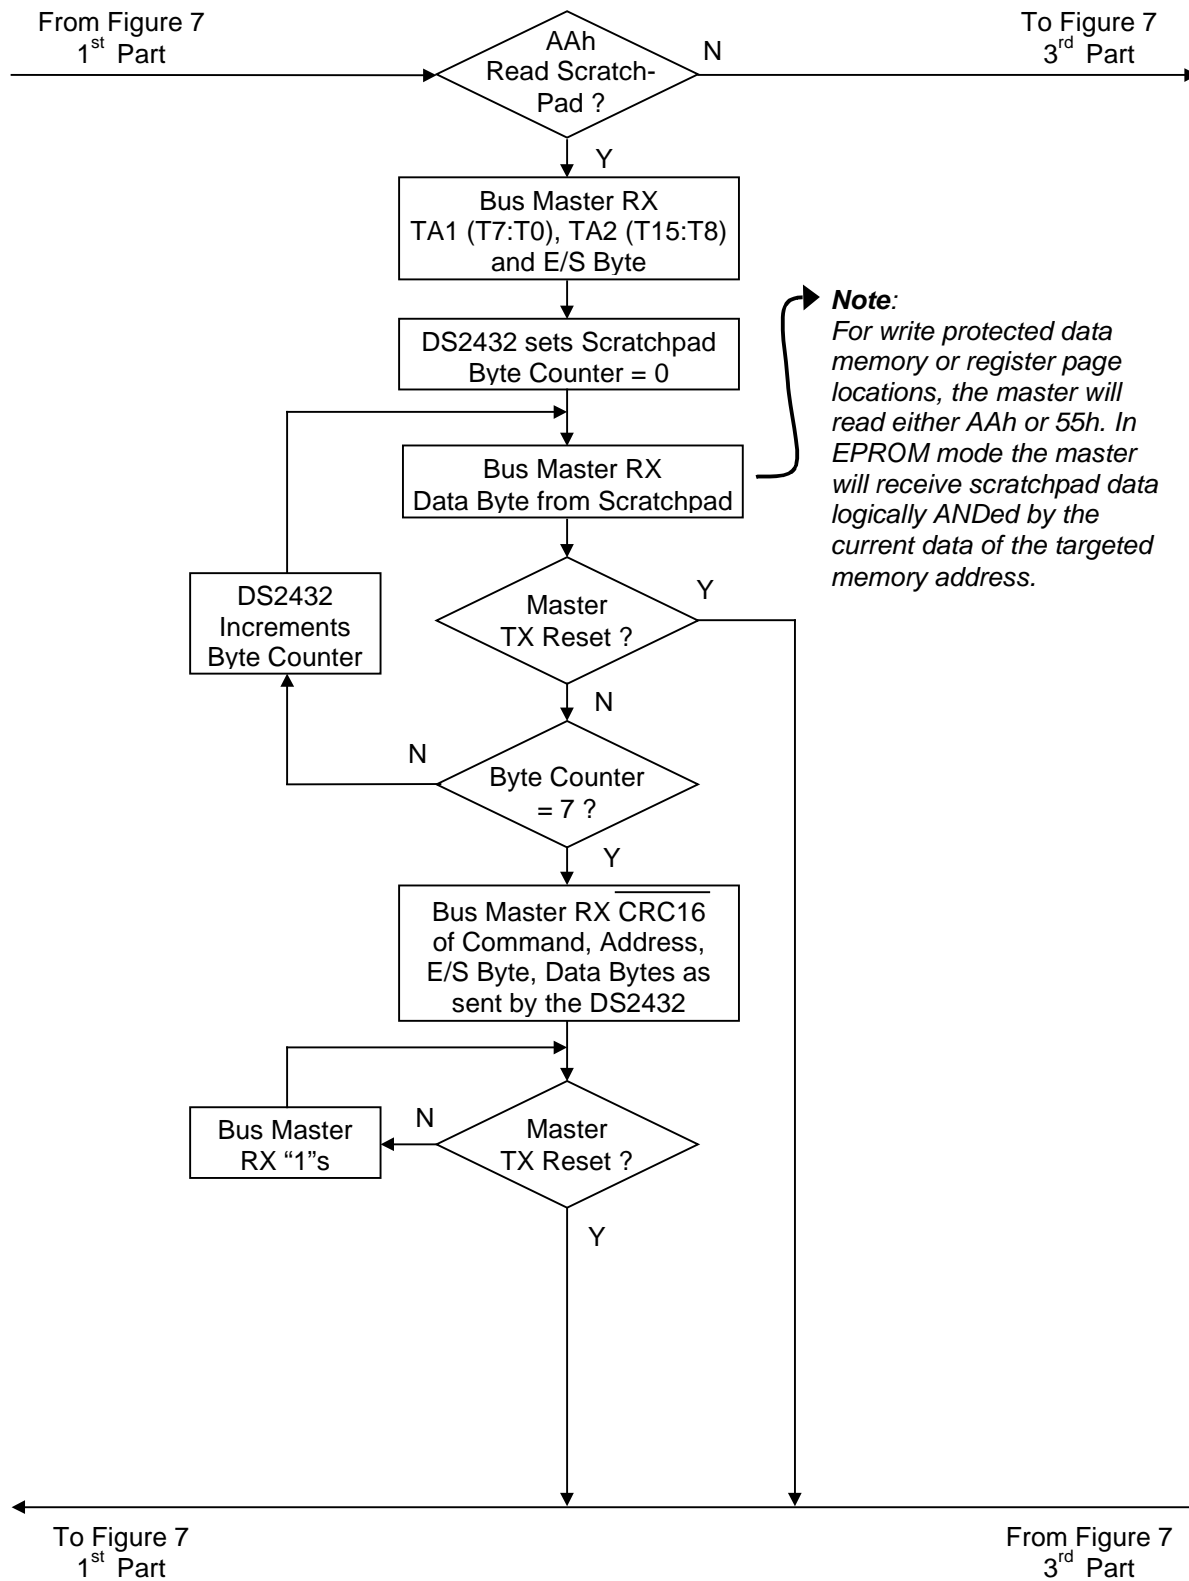 From Figure 7
1st Part
To Figure 7
3rd Part
AAh
Read Scratch-
Pad ?
N
Y
Bus Master RX
TA1 (T7:T0), TA2 (T15:T8)
and E/S Byte
DS2432 sets Scratchpad
Byte Counter = 0
Note:
For write protected data
memory or register page
locations, the master will
read either AAh or 55h. In
EPROM mode the master
will receive scratchpad data
logically ANDed by the
current data of the targeted
memory address.
Bus Master RX
Data Byte from Scratchpad
DS2432
Increments
Byte Counter
Master
TX Reset ?
Y
N
N
Byte Counter
= 7 ?
Y
Bus Master RX CRC16
of Command, Address,
E/S Byte, Data Bytes as
sent by the DS2432
Bus Master
RX “1”s
N
Master
TX Reset ?
Y
To Figure 7
1st Part
From Figure 7
3rd Part